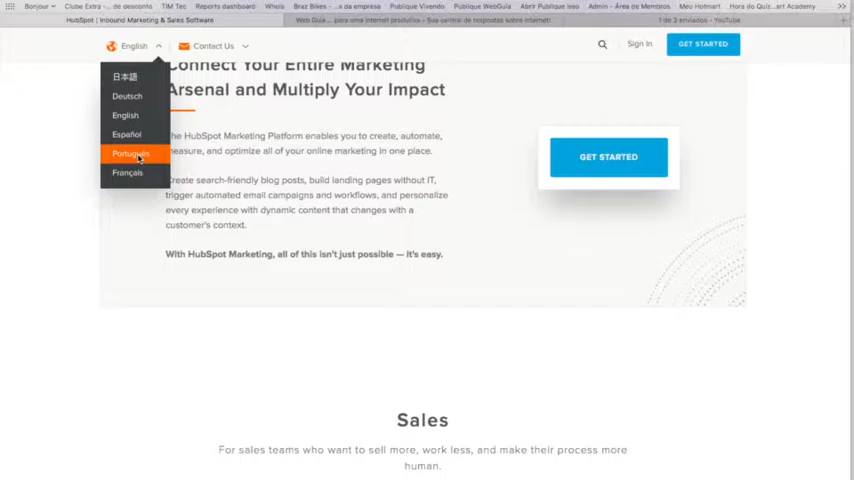 Bonjour Clube Extra - ... de desconto TIM Tec Reports dashboard Whois Braz Bikes - ...s da empresa Publique Vivendo Publique WebGuia Abrir Publique Isso Admin - Área de Membros Meu Hotmart Hora do Quiz...art Academy
HubSpot | Inbound Marketing & Sales Software
Web Guia ... para uma internet produtiva - Sua central de respostas sobre internet!
1 de 3 enviados - YouTube
English
Contact Us
Sign In
GET STARTED
日本語
Deutsch
English
Español
Português
Français
Connect Your Entire Marketing
Arsenal and Multiply Your Impact
The HubSpot Marketing Platform enables you to create, automate,
measure, and optimize all of your online marketing in one place.
Create search-friendly blog posts, build landing pages without IT,
trigger automated email campaigns and workflows, and personalize
every experience with dynamic content that changes with a
customer's context.
With HubSpot Marketing, all of this isn't just possible — it's easy.
GET STARTED
Sales
For sales teams who want to sell more, work less, and make their process more
human.